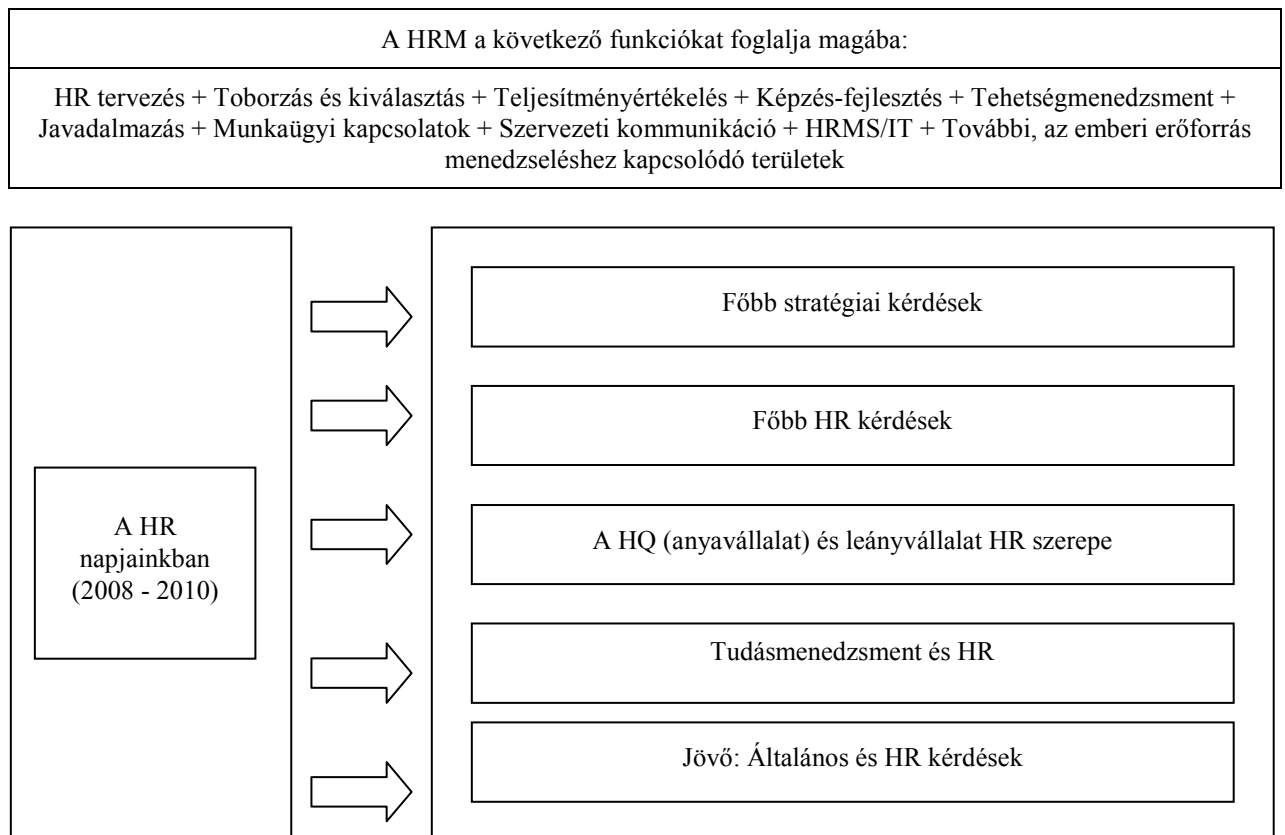 A HRM a következő funkciókat foglalja magába:
HR tervezés + Toborzás és kiválasztás + Teljesítményértékelés + Képzés-fejlesztés + Tehetségmenedzsment +
Javadalmazás + Munkaügyi kapcsolatok + Szervezeti kommunikáció + HRMS/IT + További, az emberi erőforrás
menedzseléshez kapcsolódó területek
A HR
napjainkban
(2008 - 2010)
Főbb stratégiai kérdések
Főbb HR kérdések
A HQ (anyavállalat) és leányvállalat HR szerepe
Tudásmenedzsment és HR
Jövő: Általános és HR kérdések